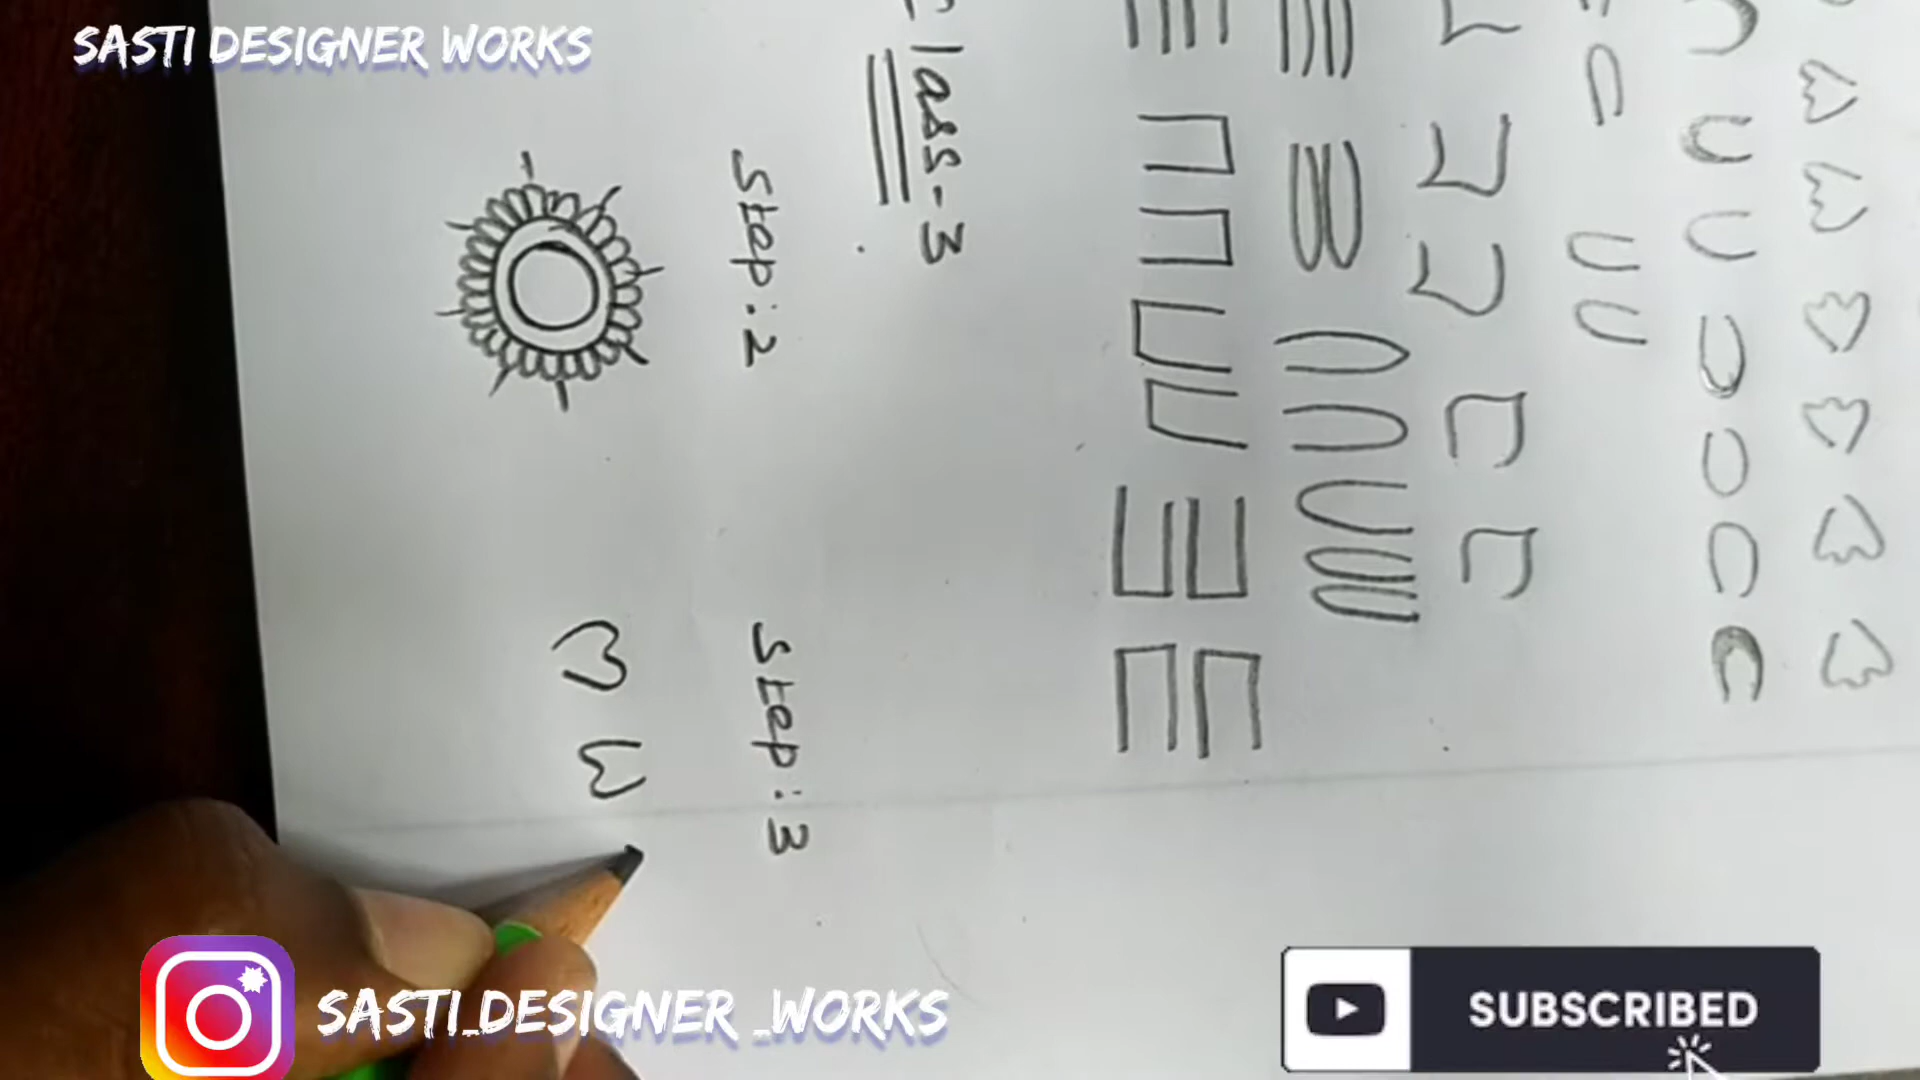 SASTI DESIGNER WORKS
class-3
Step:2
Step:3
SASTI_DESIGNER_WORKS
SUBSCRIBED